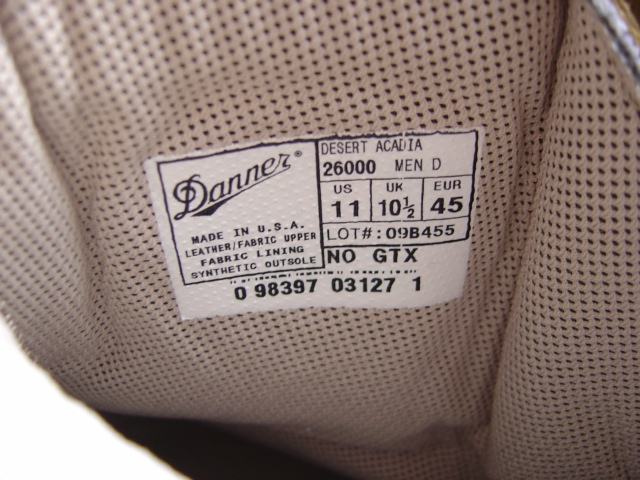 Danner®
MADE IN U.S.A.
LEATHER/FABRIC UPPER
FABRIC LINING
SYNTHETIC OUTSOLE
DESERT ACADIA
26000 MEN D
US UK EUR
11 10½ 45
LOT#: 09B455
NO GTX
0 98397 03127 1